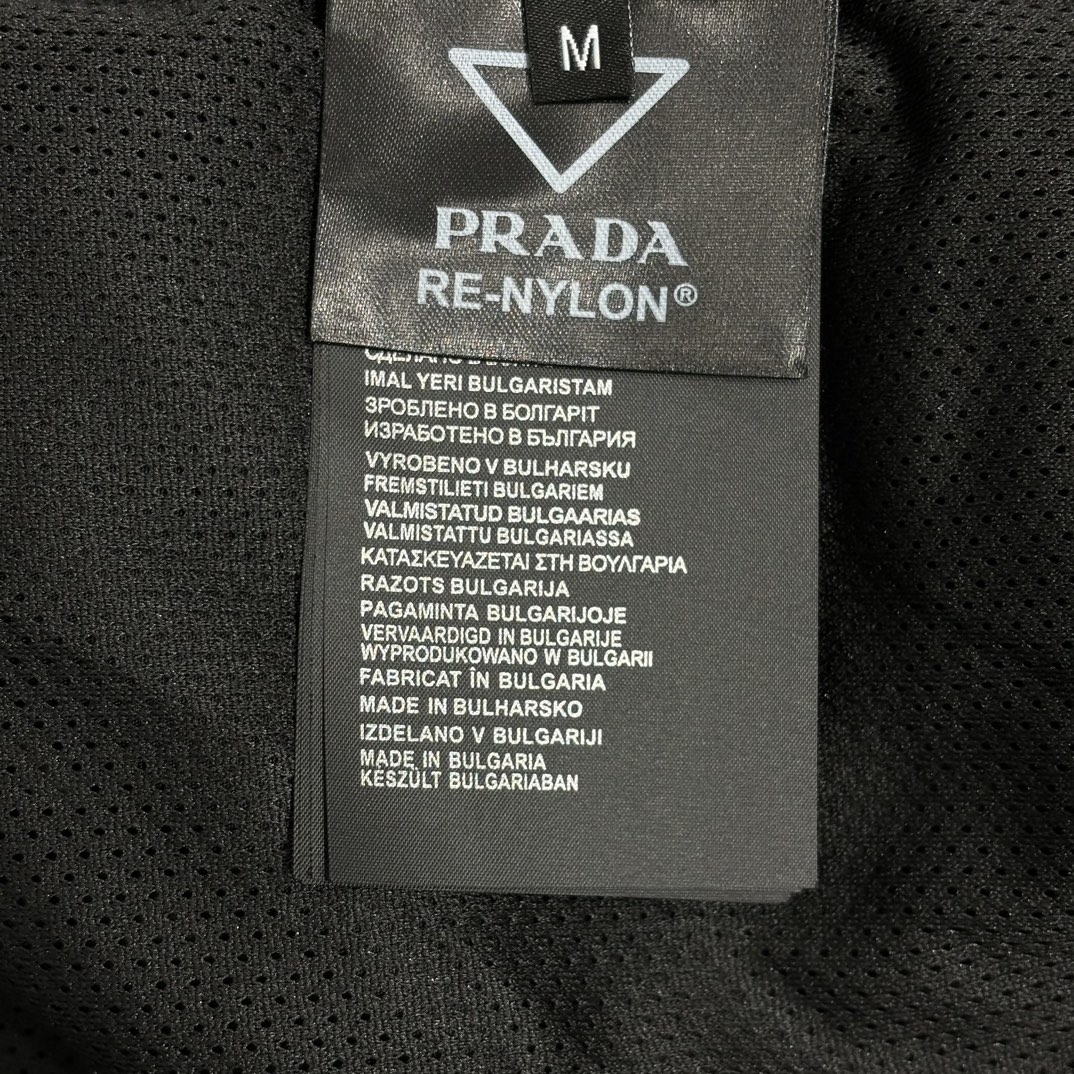 M
PRADA
RE-NYLON®
СДЕЛАНО В
IMAL YERI BULGARISTAM
ЗРОБЛЕНО В БОЛГАРІТ
ИЗРАБОТЕНО В БЪЛГАРИЯ
VYROBENO V BULHARSKU
FREMSTILIETI BULGARIEM
VALMISTATUD BULGAARIAS
VALMISTATTU BULGARIASSA
ΚΑΤΑΣΚΕΥΑΖΕΤΑΙ ΣΤΗ ΒΟΥΛΓΑΡΙΑ
RAZOTS BULGARIJA
PAGAMINTA BULGARIJOJE
VERVAARDIGD IN BULGARIJE
WYPRODUKOWANO W BULGARII
FABRICAT ÎN BULGARIA
MADE IN BULHARSKO
IZDELANO V BULGARIJI
MADE IN BULGARIA
KÉSZÜLT BULGARIABAN